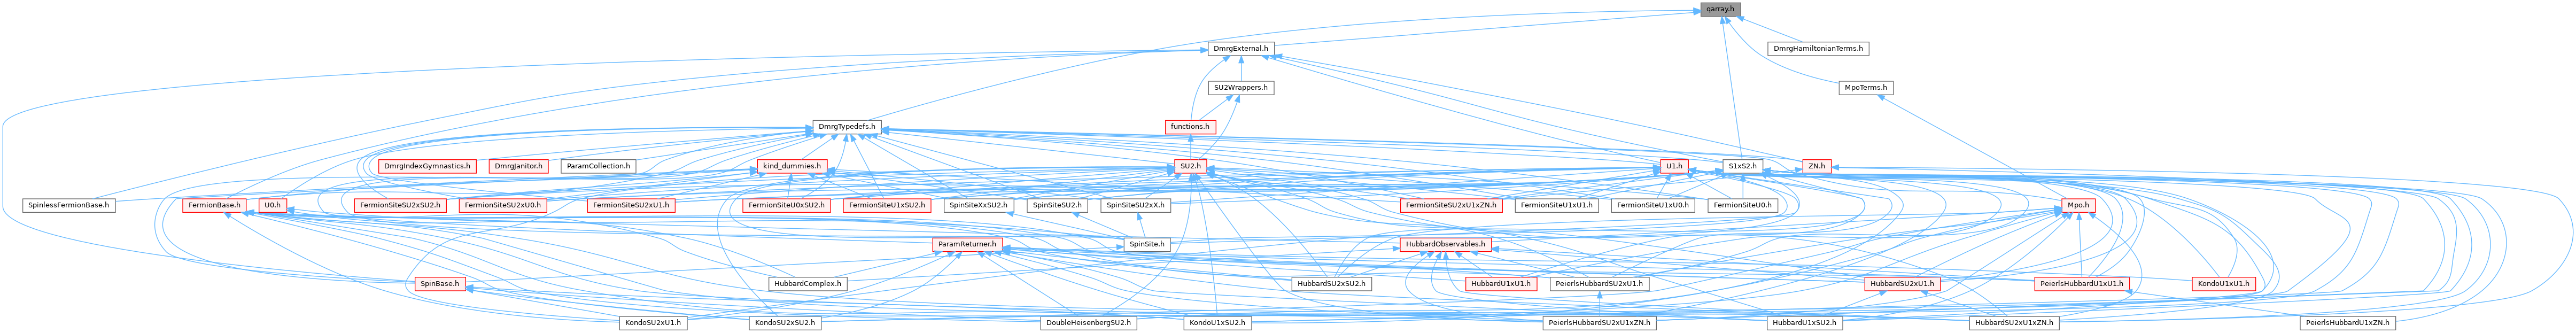 qarray.h
DmrgExternal.h
DmrgHamiltonianTerms.h
SU2Wrappers.h
MpoTerms.h
DmrgTypedefs.h
functions.h
DmrgIndexGymnastics.h
DmrgJanitor.h
ParamCollection.h
kind_dummies.h
SU2.h
U1.h
S1xS2.h
ZN.h
SpinlessFermionBase.h
FermionBase.h
U0.h
FermionSiteSU2xSU2.h
FermionSiteSU2xU0.h
FermionSiteSU2xU1.h
FermionSiteU0xSU2.h
FermionSiteU1xSU2.h
SpinSiteXxSU2.h
SpinSiteSU2.h
SpinSiteSU2xX.h
FermionSiteSU2xU1xZN.h
FermionSiteU1xU1.h
FermionSiteU1xU0.h
FermionSiteU0.h
Mpo.h
ParamReturner.h
SpinSite.h
HubbardObservables.h
SpinBase.h
HubbardComplex.h
HubbardSU2xSU2.h
HubbardU1xU1.h
PeierlsHubbardSU2xU1.h
HubbardSU2xU1.h
PeierlsHubbardU1xU1.h
KondoU1xU1.h
KondoSU2xU1.h
KondoSU2xSU2.h
DoubleHeisenbergSU2.h
KondoU1xSU2.h
PeierlsHubbardSU2xU1xZN.h
HubbardU1xSU2.h
HubbardSU2xU1xZN.h
PeierlsHubbardU1xZN.h